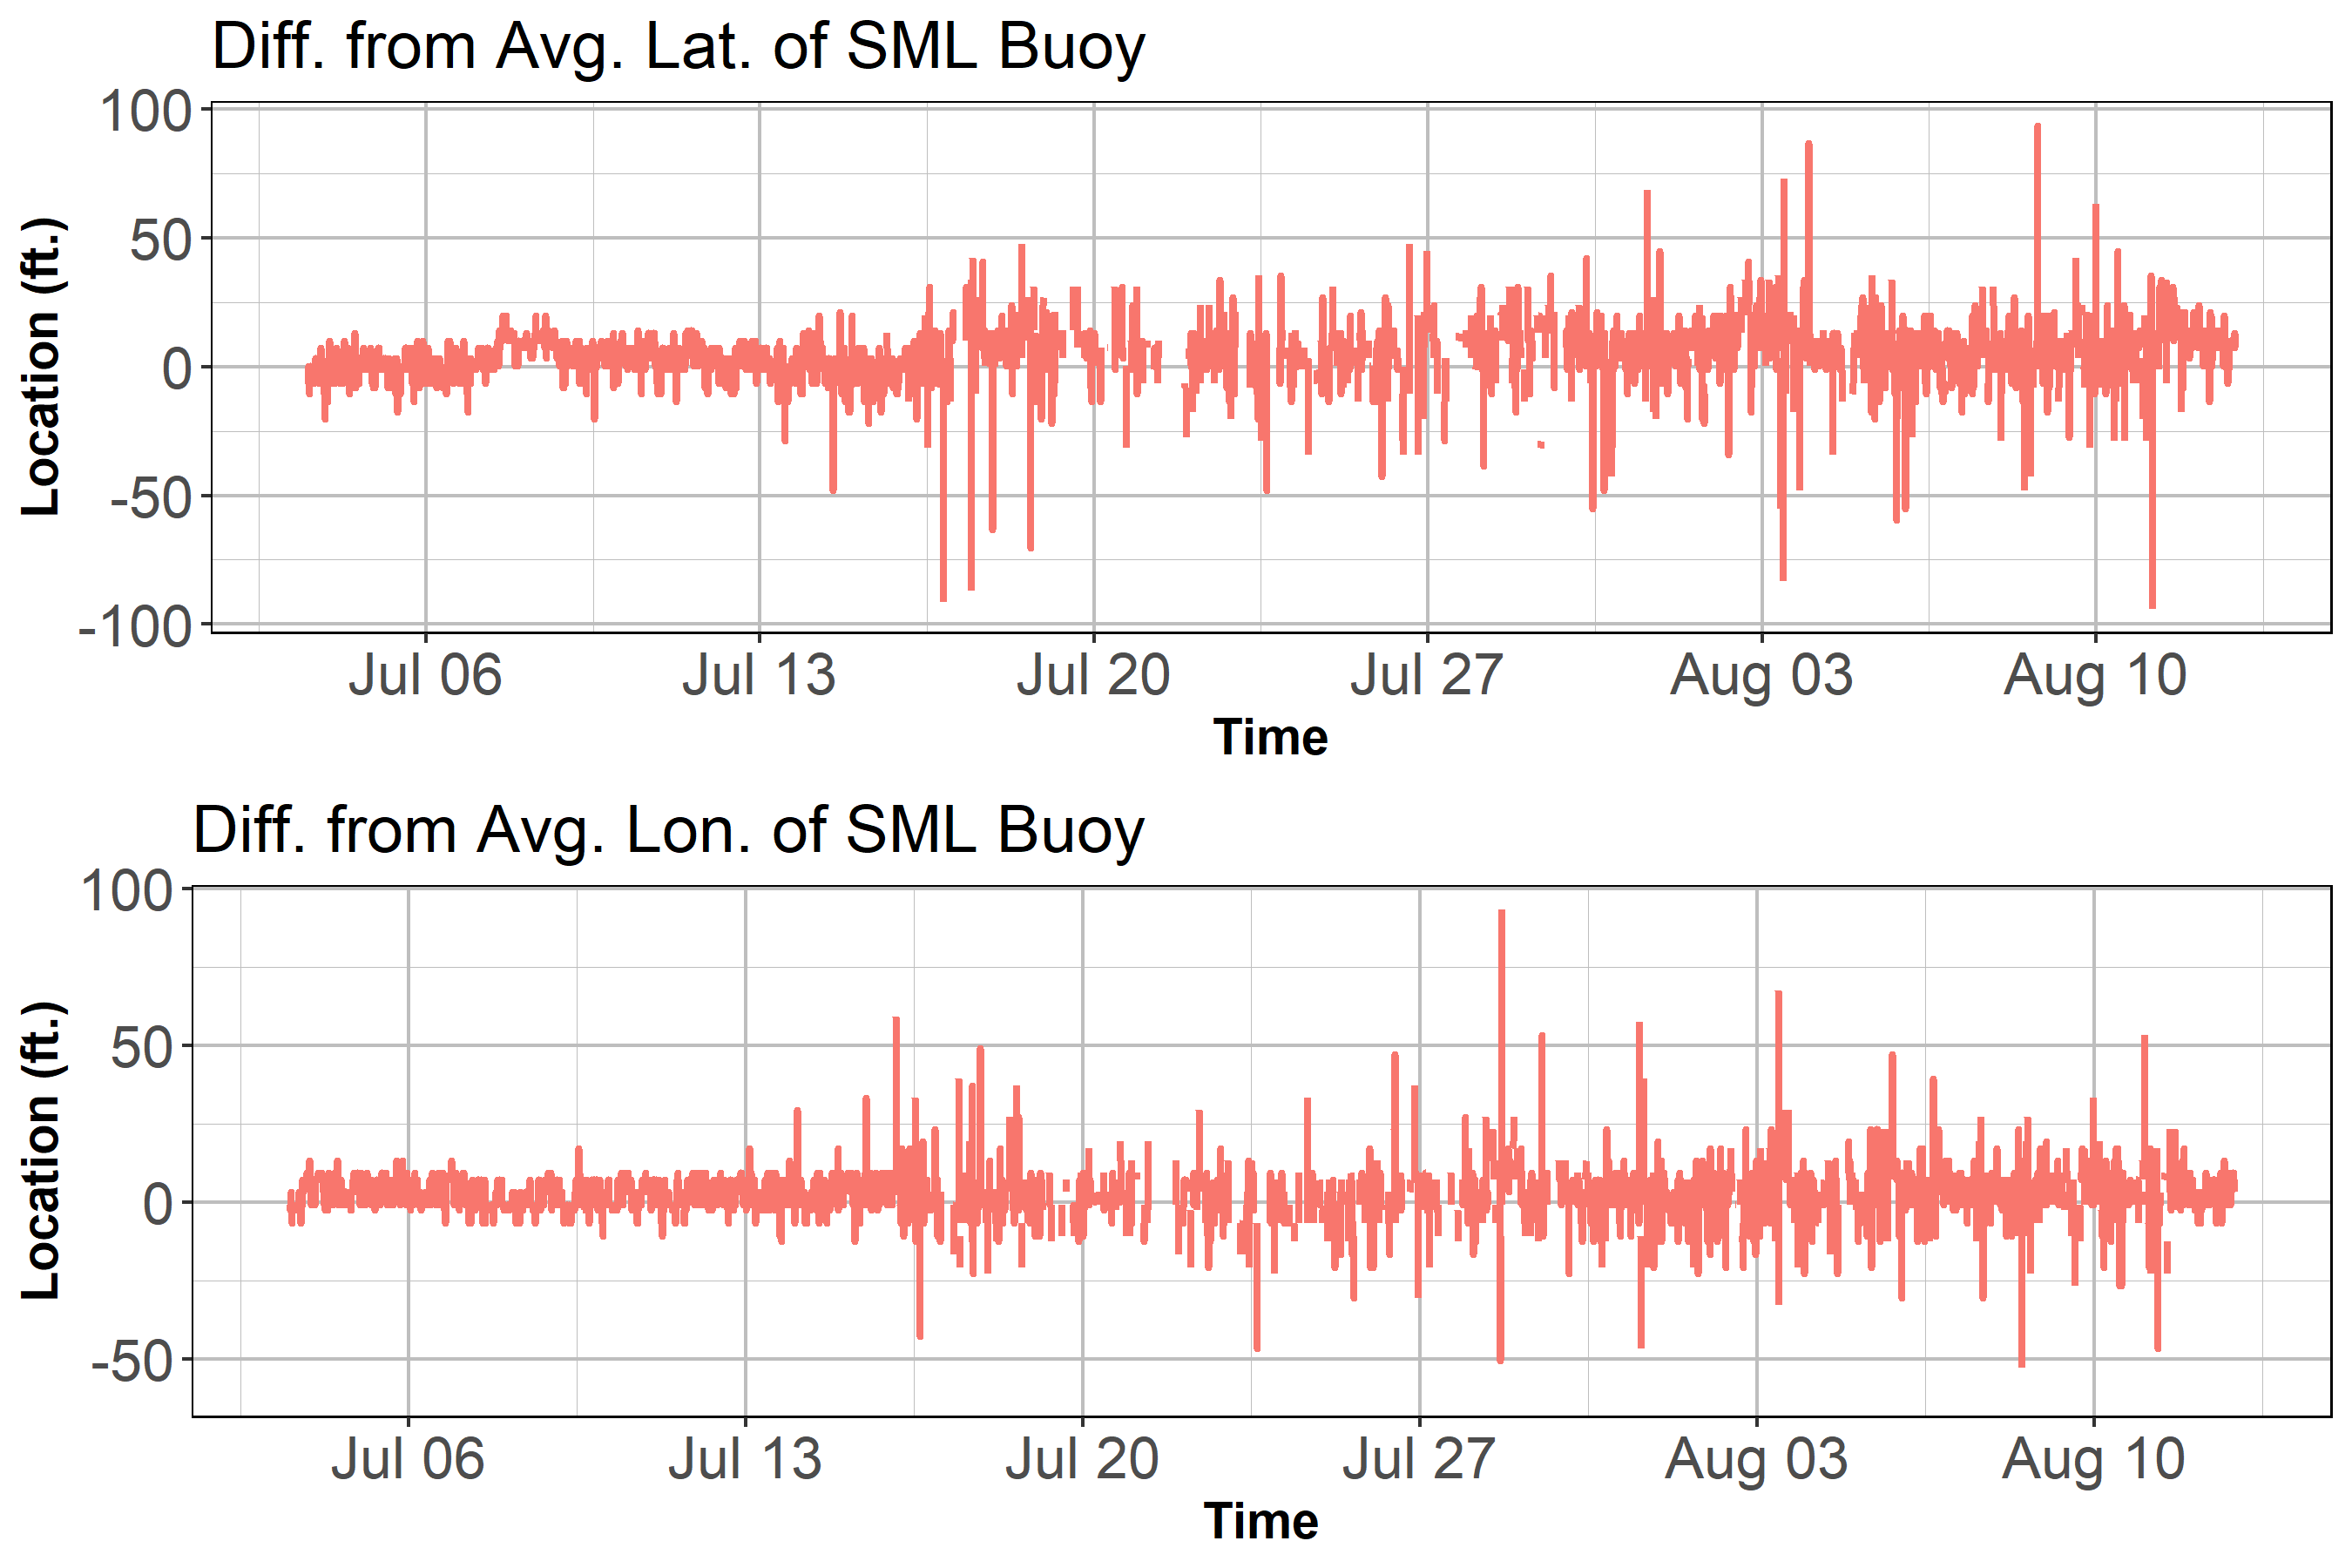 Diff. from Avg. Lat. of SML Buoy
Location (ft.)
100
50
0
-50
-100
Jul 06 Jul 13 Jul 20 Jul 27 Aug 03 Aug 10
Time
Diff. from Avg. Lon. of SML Buoy
Location (ft.)
100
50
0
-50
Jul 06 Jul 13 Jul 20 Jul 27 Aug 03 Aug 10
Time